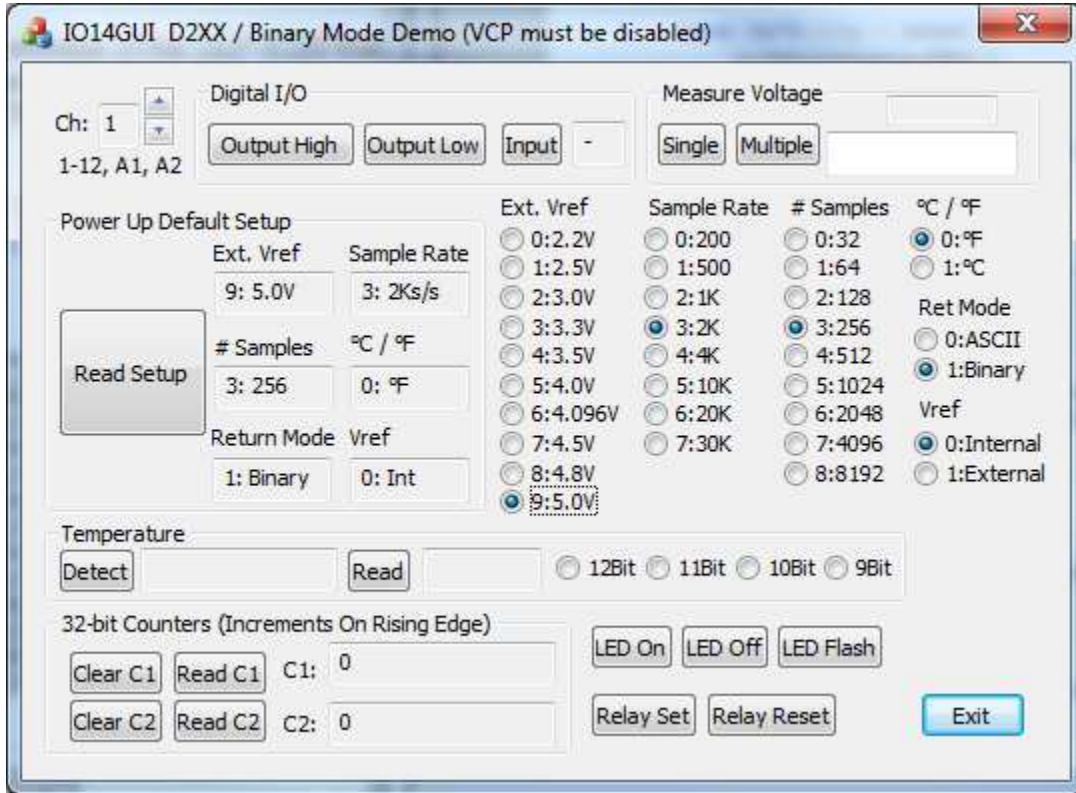 IO14GUI D2XX / Binary Mode Demo (VCP must be disabled)
Ch: 1
1-12, A1, A2
Digital I/O
Output High Output Low Input -
Measure Voltage
Single Multiple
Power Up Default Setup
Read Setup
Ext. Vref Sample Rate
9: 5.0V 3: 2Ks/s
# Samples °C / °F
3: 256 0: °F
Return Mode Vref
1: Binary 0: Int
Ext. Vref
0:2.2V
1:2.5V
2:3.0V
3:3.3V
4:3.5V
5:4.0V
6:4.096V
7:4.5V
8:4.8V
9:5.0V
Sample Rate
0:200
1:500
2:1K
3:2K
4:4K
5:10K
6:20K
7:30K
# Samples
0:32
1:64
2:128
3:256
4:512
5:1024
6:2048
7:4096
8:8192
°C / °F
0:°F
1:°C
Ret Mode
0:ASCII
1:Binary
Vref
0:Internal
1:External
Temperature
Detect Read 12Bit 11Bit 10Bit 9Bit
32-bit Counters (Increments On Rising Edge)
Clear C1 Read C1 C1: 0
Clear C2 Read C2 C2: 0
LED On LED Off LED Flash
Relay Set Relay Reset Exit